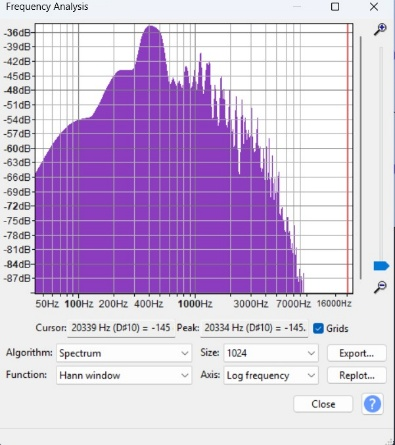 Frequency Analysis
-36dB
-39dB
-42dB
-45dB
-48dB
-51dB
-54dB
-57dB
-60dB
-63dB
-66dB
-69dB
-72dB
-75dB
-78dB
-81dB
-84dB
-87dB
50Hz 100Hz 200Hz 400Hz 1000Hz 3000Hz 7000Hz 16000Hz
Cursor: 20339 Hz (D#10) = -145 Peak: 20334 Hz (D#10) = -145. Grids
Algorithm: Spectrum Size: 1024 Export...
Function: Hann window Axis: Log frequency Replot...
Close ?